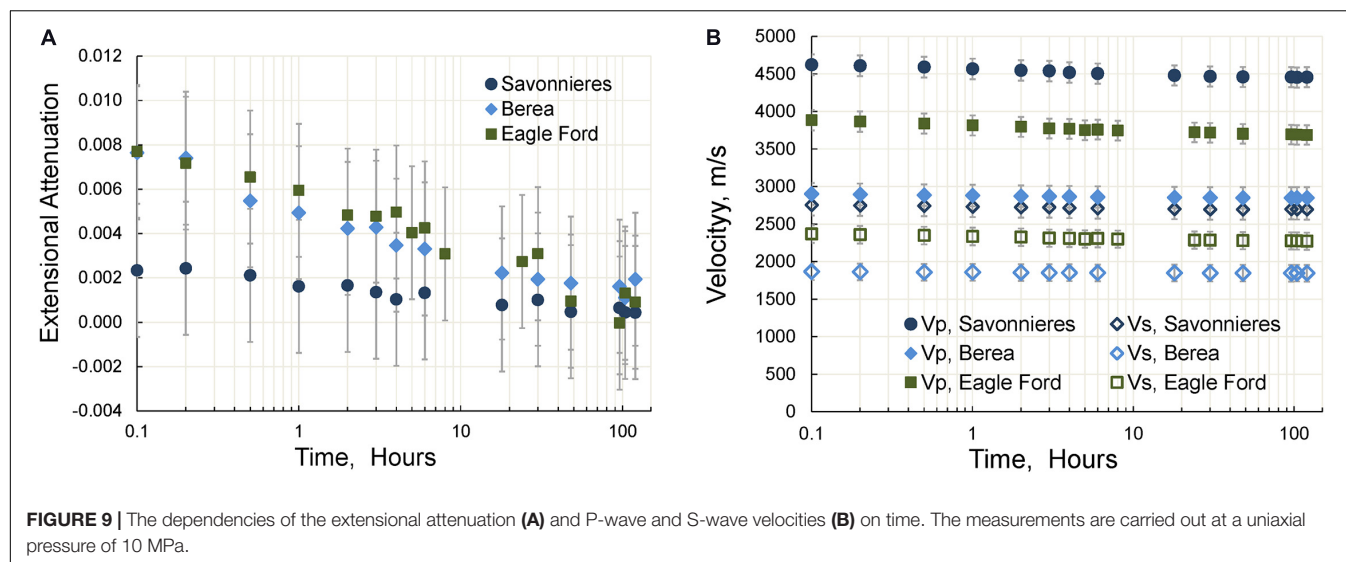 A
Extensional Attenuation
0.012
0.010
0.008
0.006
0.004
0.002
0.000
-0.002
-0.004
0.1
1
10
100
Time, Hours
Savonnieres
Berea
Eagle Ford
B
Velocityy, m/s
5000
4500
4000
3500
3000
2500
2000
1500
1000
500
0
0.1
1
10
100
Time, Hours
Vp, Savonnieres
Vs, Savonnieres
Vp, Berea
Vs, Berea
Vp, Eagle Ford
Vs, Eagle Ford
FIGURE 9 | The dependencies of the extensional attenuation (A) and P-wave and S-wave velocities (B) on time. The measurements are carried out at a uniaxial
pressure of 10 MPa.